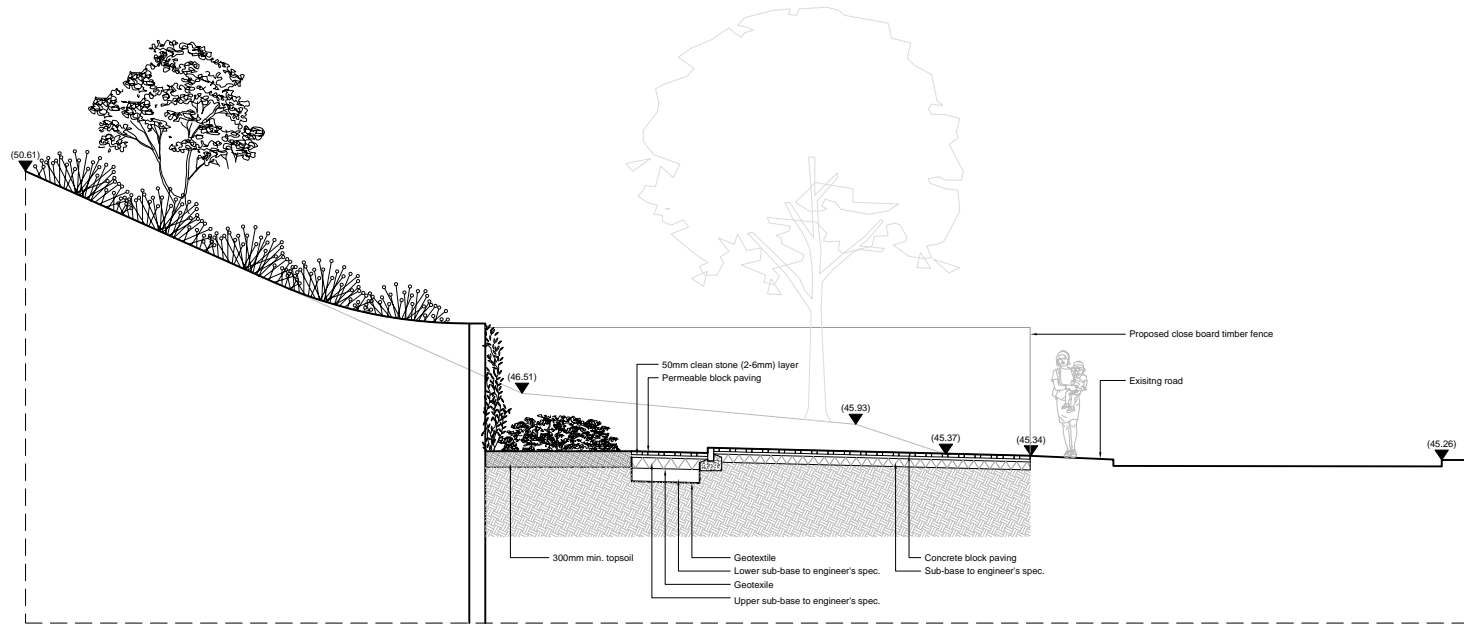 (50.61)
Proposed close board timber fence
50mm clean stone (2-6mm) layer
Permeable block paving
(46.51)
Exisitng road
(45.93)
(45.37)
(45.34)
(45.26)
300mm min. topsoil
Geotextile
Lower sub-base to engineer's spec.
Geotexile
Upper sub-base to engineer's spec.
Concrete block paving
Sub-base to engineer's spec.